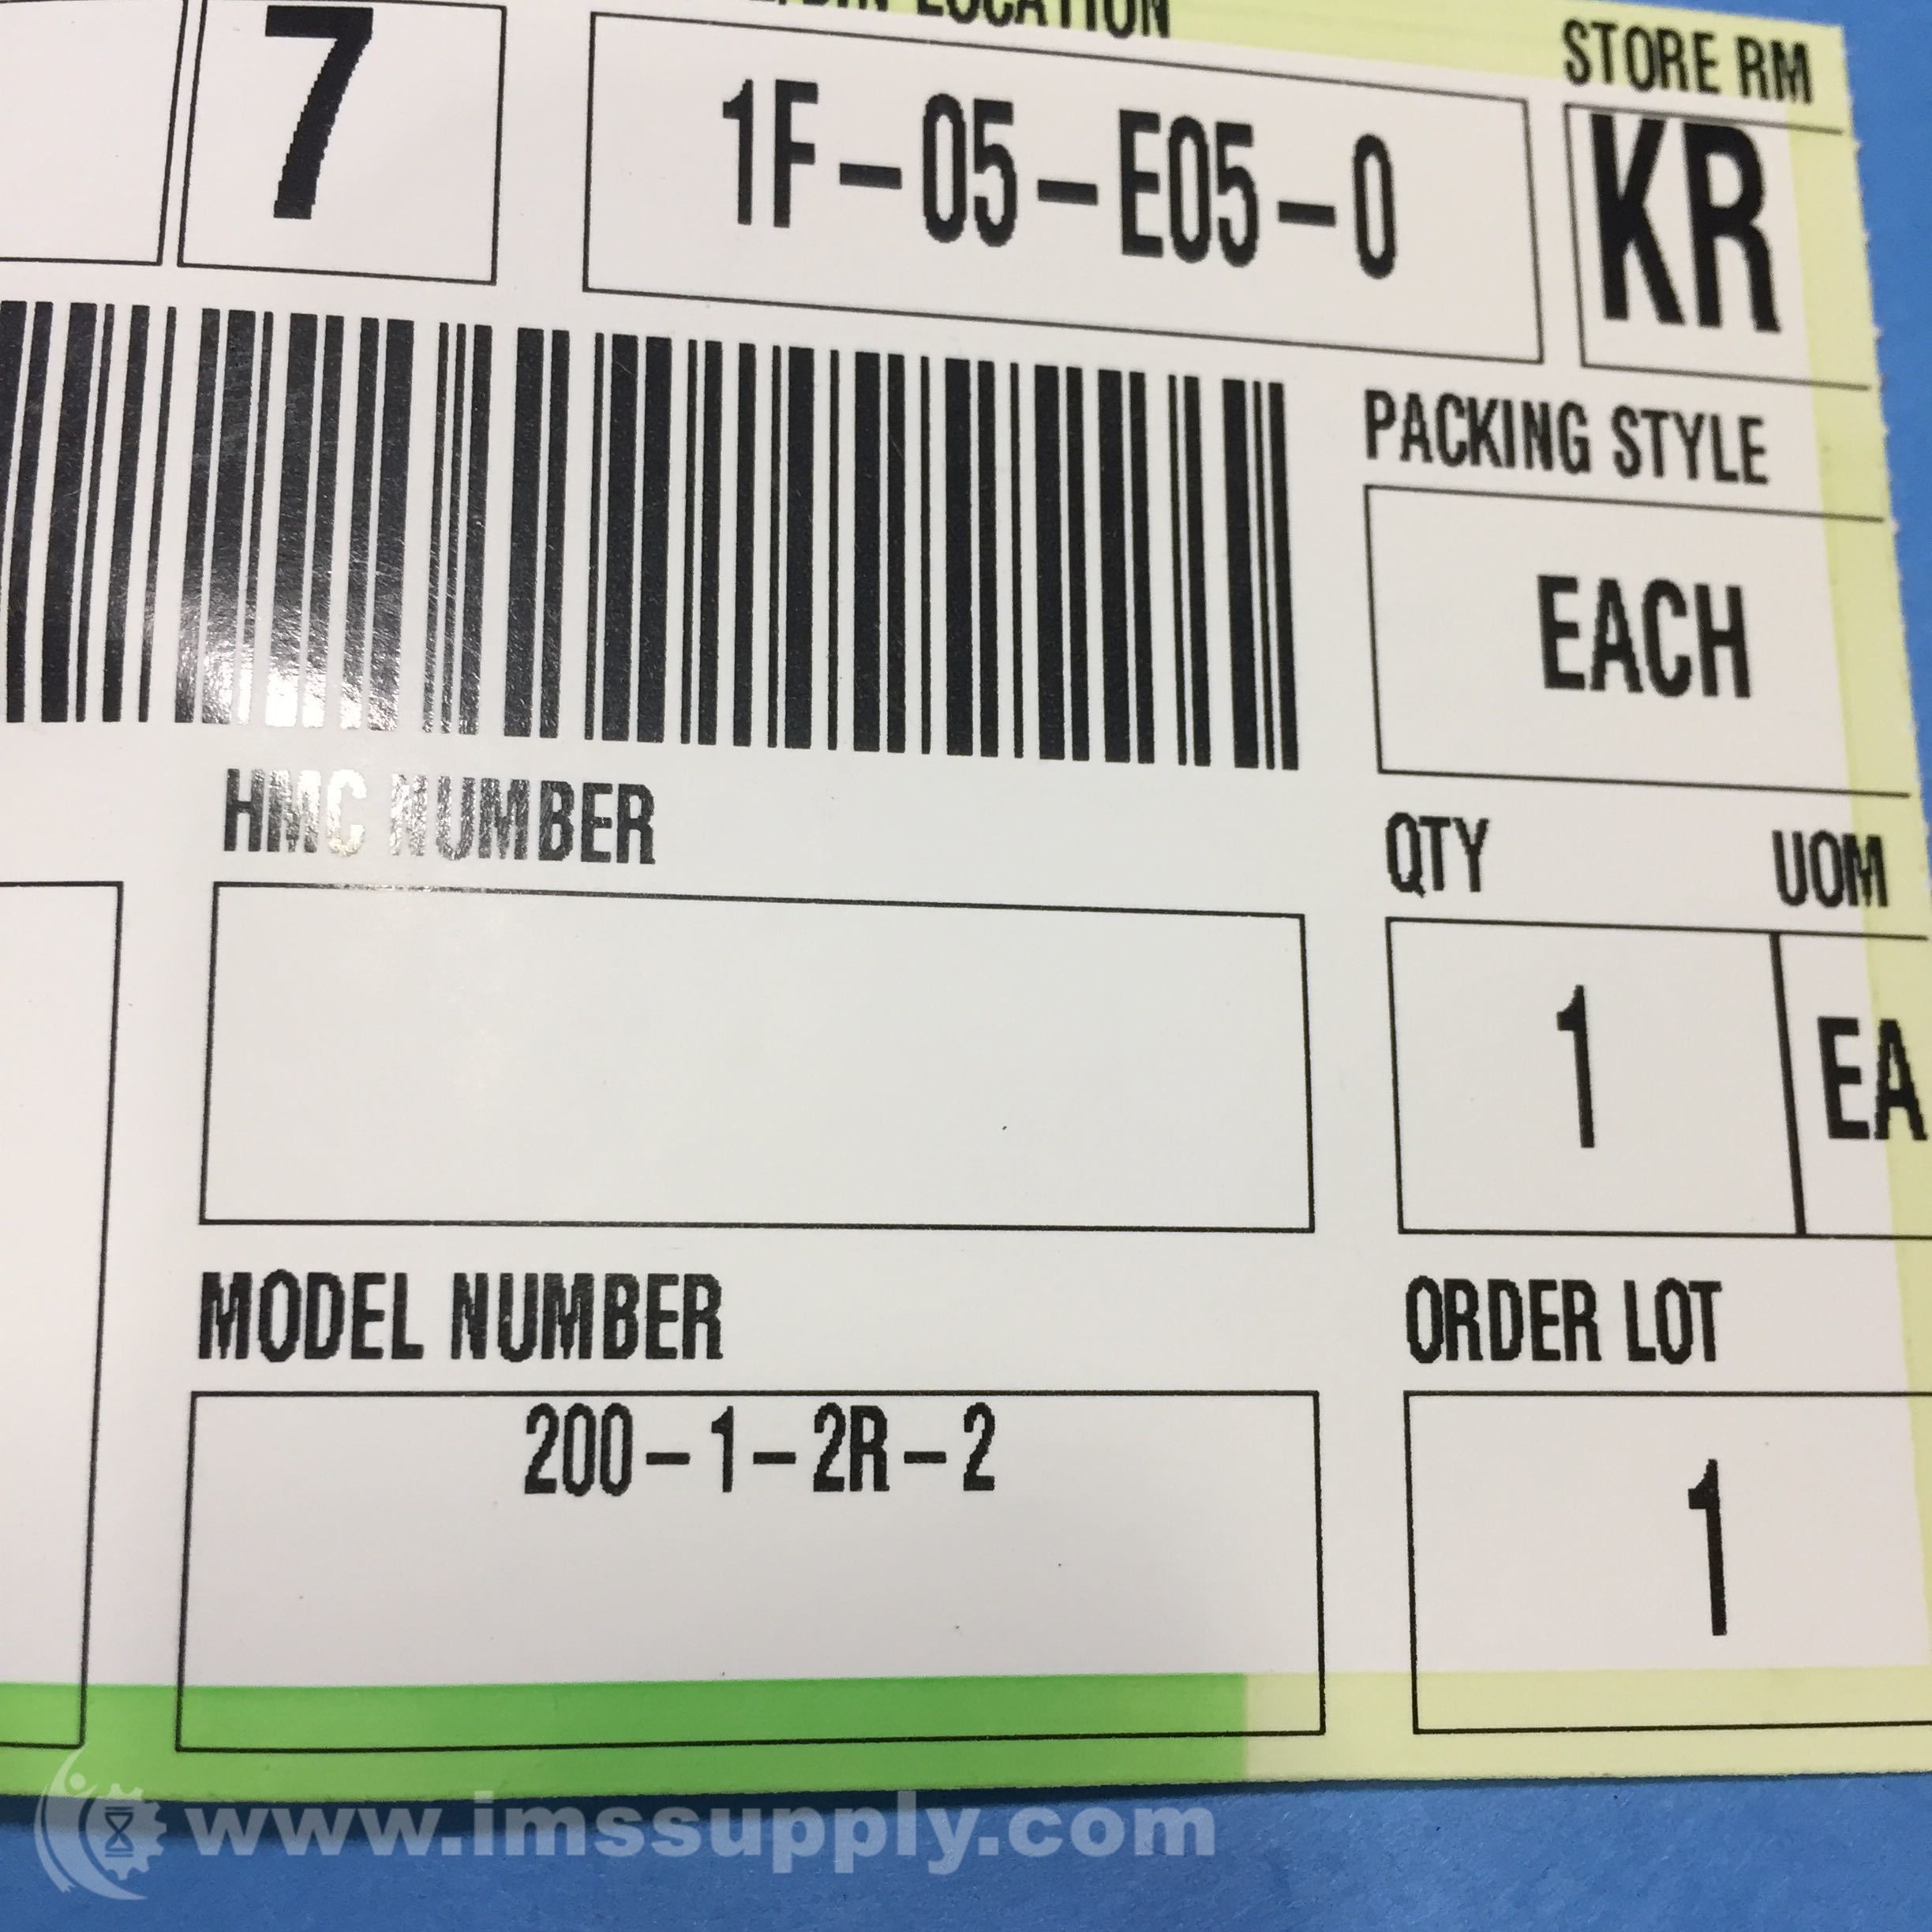 LOCATION
STORE RM
7
1F-05-E05-0
KR
PACKING STYLE
EACH
HMC NUMBER
QTY UOM
1 EA
MODEL NUMBER
ORDER LOT
200-1-2R-2
1
www.imssupply.com